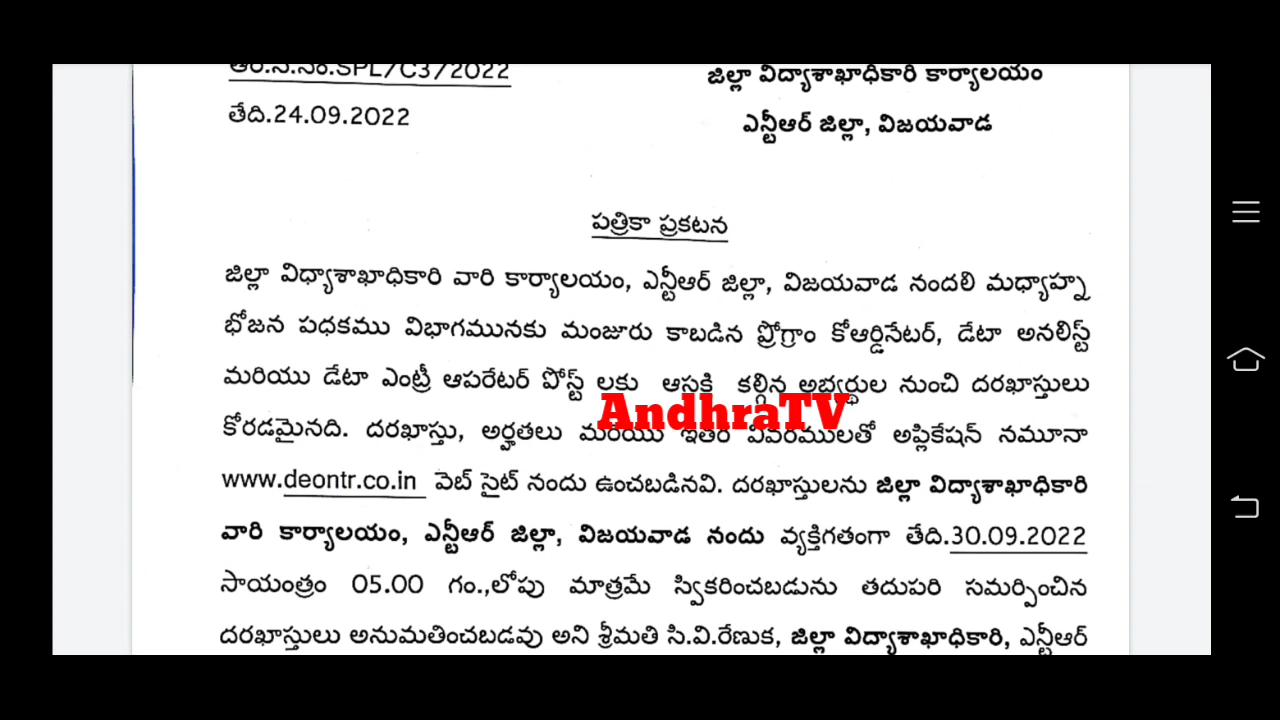 ఆర్.సి.నెం.SPL/C3/2022
జిల్లా విద్యాశాఖాధికారి కార్యాలయం
తేది.24.09.2022
ఎన్టీఆర్ జిల్లా, విజయవాడ
పత్రికా ప్రకటన
జిల్లా విధ్యాశాఖాధికారి వారి కార్యాలయం, ఎన్టీఆర్ జిల్లా, విజయవాడ నందలి మధ్యాహ్న
భోజన పధకము విభాగమునకు మంజూరు కాబడిన ప్రోగ్రాం కోఆర్డినేటర్, డేటా అనలిస్ట్
మరియు డేటా ఎంట్రీ ఆపరేటర్ పోస్ట్ లకు ఆసక్తి కల్గిన అభ్యర్థుల నుంచి దరఖాస్తులు
AndhraTV
కోరడమైనది. దరఖాస్తు, అర్హతలు మరియు ఇతర వివరములతో అప్లికేషన్ నమూనా
www.deontr.co.in వెబ్ సైట్ నందు ఉంచబడినవి. దరఖాస్తులను జిల్లా విద్యాశాఖాధికారి
వారి కార్యాలయం, ఎన్టీఆర్ జిల్లా, విజయవాడ నందు వ్యక్తిగతంగా తేది.30.09.2022
సాయంత్రం 05.00 గం.,లోపు మాత్రమే స్వికరించబడును తదుపరి సమర్పించిన
దరఖాస్తులు అనుమతించబడవు అని శ్రీమతి సి.వి.రేణుక, జిల్లా విద్యాశాఖాధికారి, ఎన్టీఆర్